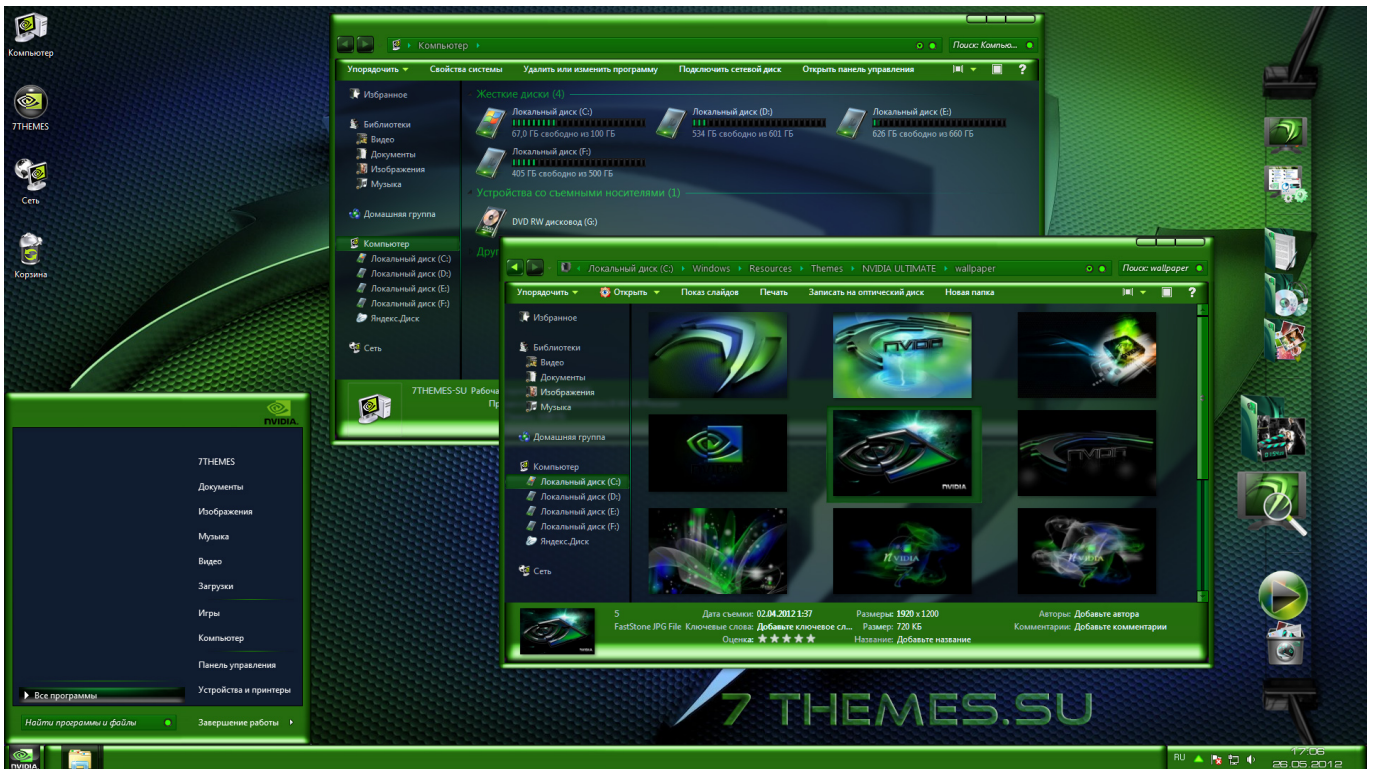 Компьютер
7THEMES
Сеть
Корзина
Компьютер
Поиск: Компью...
Упорядочить
Свойства системы
Удалить или изменить программу
Подключить сетевой диск
Открыть панель управления
?
Избранное
Библиотеки
Видео
Документы
Изображения
Музыка
Домашняя группа
Компьютер
Локальный диск (C:)
Локальный диск (D:)
Локальный диск (E:)
Локальный диск (F:)
Яндекс.Диск
Сеть
Жесткие диски (4)
Локальный диск (C:)
67,0 ГБ свободно из 100 ГБ
Локальный диск (D:)
534 ГБ свободно из 601 ГБ
Локальный диск (E:)
626 ГБ свободно из 660 ГБ
Локальный диск (F:)
405 ГБ свободно из 500 ГБ
Устройства со съемными носителями (1)
DVD RW дисковод (G:)
7THEMES-SU
Локальный диск (C:) Windows Resources Themes NVIDIA ULTIMATE wallpaper
Поиск: wallpaper
Упорядочить
Открыть
Показ слайдов
Печать
Записать на оптический диск
Новая папка
?
Избранное
Библиотеки
Видео
Документы
Изображения
Музыка
Домашняя группа
Компьютер
Локальный диск (C:)
Локальный диск (D:)
Локальный диск (E:)
Локальный диск (F:)
Яндекс.Диск
Сеть
NVIDIA
NVIDIA
NVIDIA
5
FastStone JPG File
Дата съемки: 02.04.2012 1:37
Ключевые слова: Добавьте ключевое сл...
Оценка:
Размеры: 1920 x 1200
Размер: 720 КБ
Название: Добавьте название
Авторы: Добавьте автора
Комментарии: Добавьте комментарии
NVIDIA.
7THEMES
Документы
Изображения
Музыка
Видео
Загрузки
Игры
Компьютер
Панель управления
Устройства и принтеры
Все программы
Найти программы и файлы
Завершение работы
7 THEMES.SU
NVIDIA
RU
17:06
26.05.2012